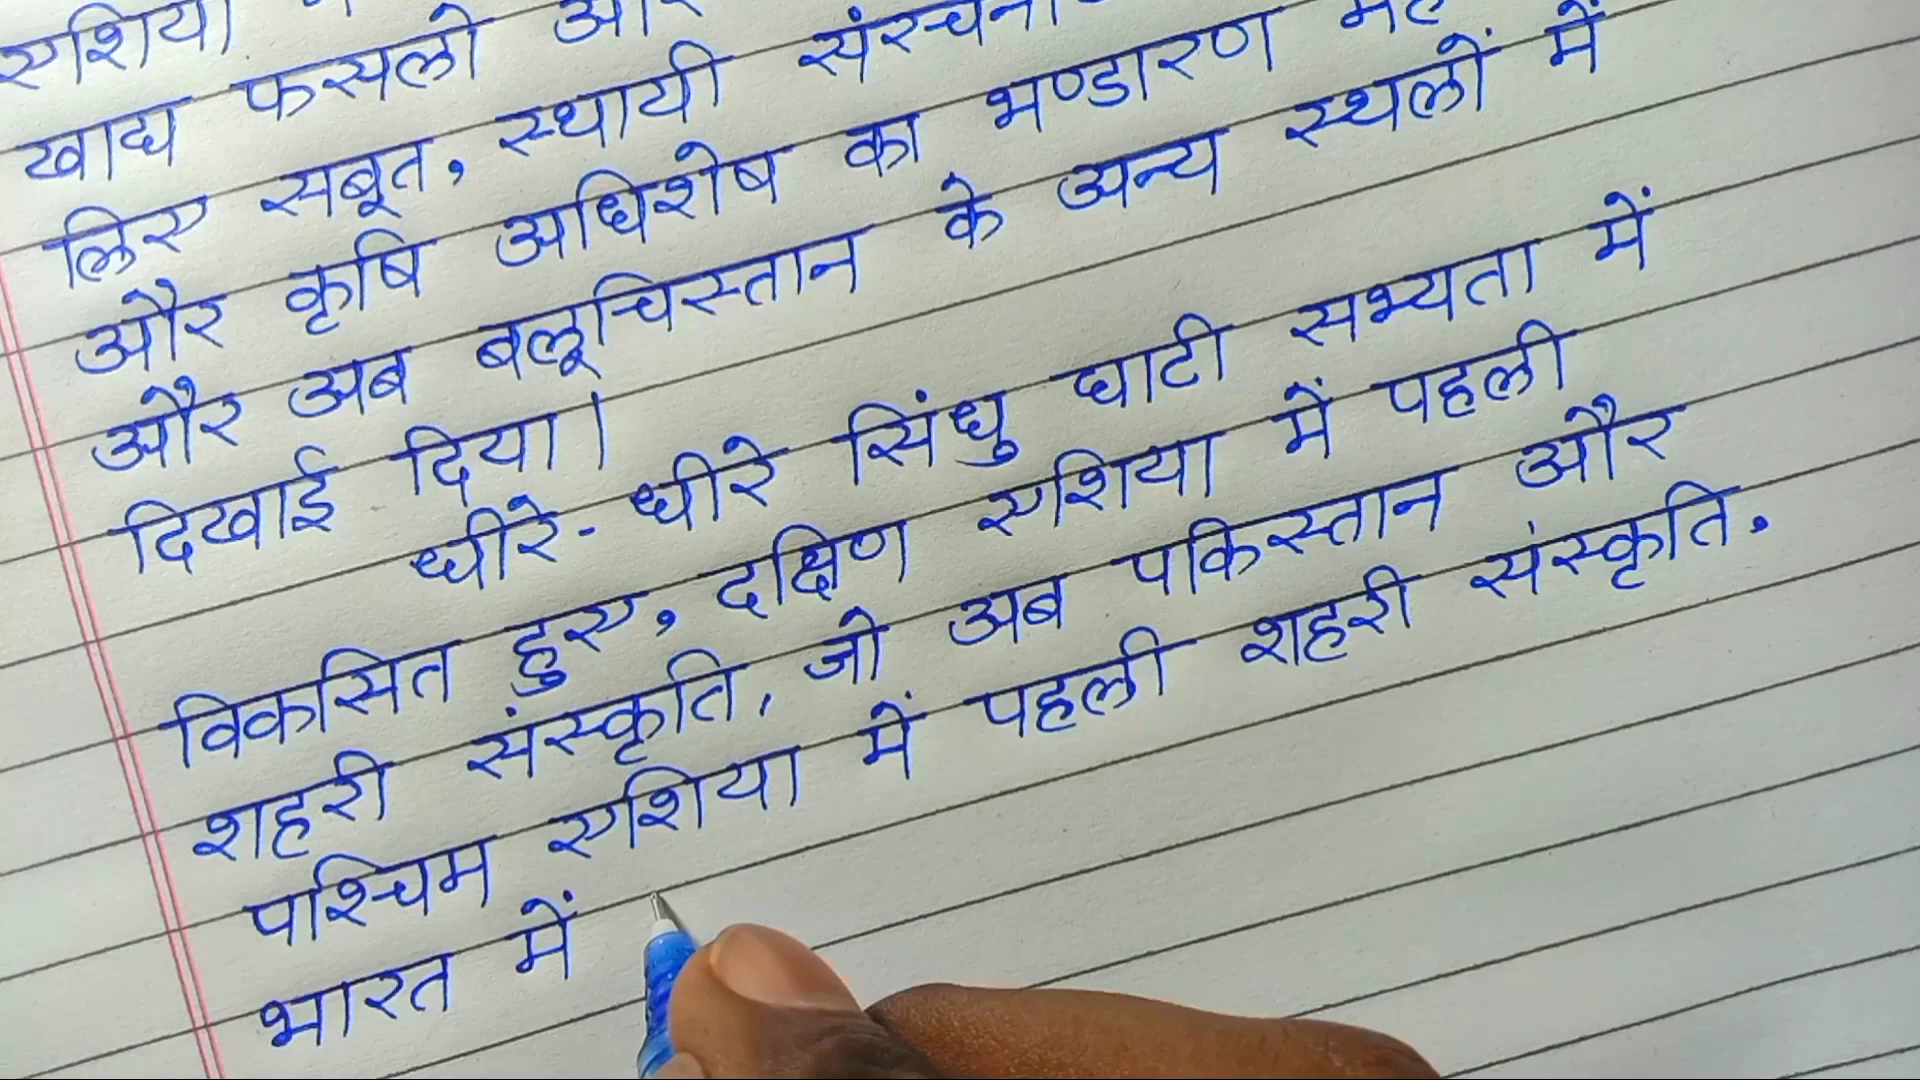 एशिया
खाद्य फसलों और
लिए सबूत, स्थायी संरचना
और कृषि अधिशेष का भण्डारण
और अब बलूचिस्तान के अन्य स्थलों में
दिखाई दिया।
धीरे-धीरे सिंधु घाटी सभ्यता में
विकसित हुए, दक्षिण एशिया में पहली
शहरी संस्कृति, जो अब पकिस्तान और
पश्चिम एशिया में पहली शहरी संस्कृति.
भारत में